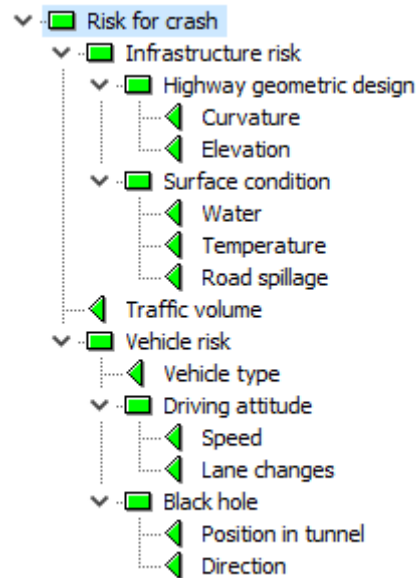 Risk for crash
Infrastructure risk
Highway geometric design
Curvature
Elevation
Surface condition
Water
Temperature
Road spillage
Traffic volume
Vehicle risk
Vehicle type
Driving attitude
Speed
Lane changes
Black hole
Position in tunnel
Direction